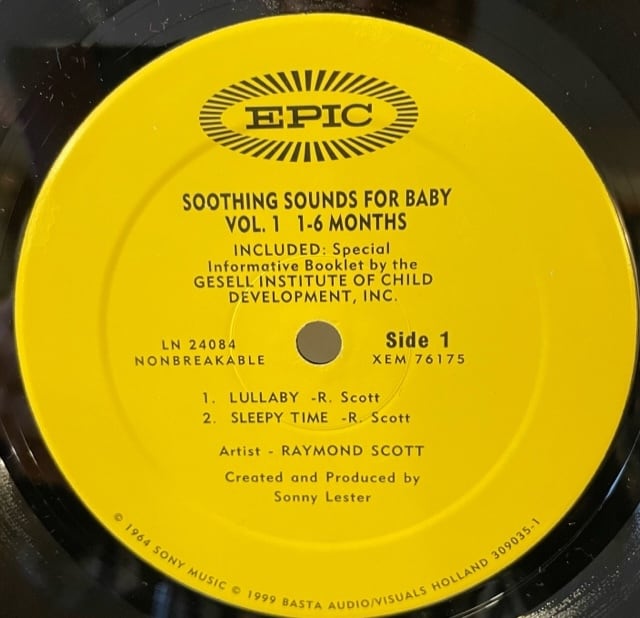 EPIC
SOOTHING SOUNDS FOR BABY
VOL. 1 1-6 MONTHS
INCLUDED: Special
Informative Booklet by the
GESELL INSTITUTE OF CHILD
DEVELOPMENT, INC.
LN 24084
NONBREAKABLE
Side 1
XEM 76175
1. LULLABY -R. Scott
2. SLEEPY TIME -R. Scott
Artist - RAYMOND SCOTT
Created and Produced by
Sonny Lester
© 1964 SONY MUSIC © 1999 BASTA AUDIO/VISUALS HOLLAND 309035-1